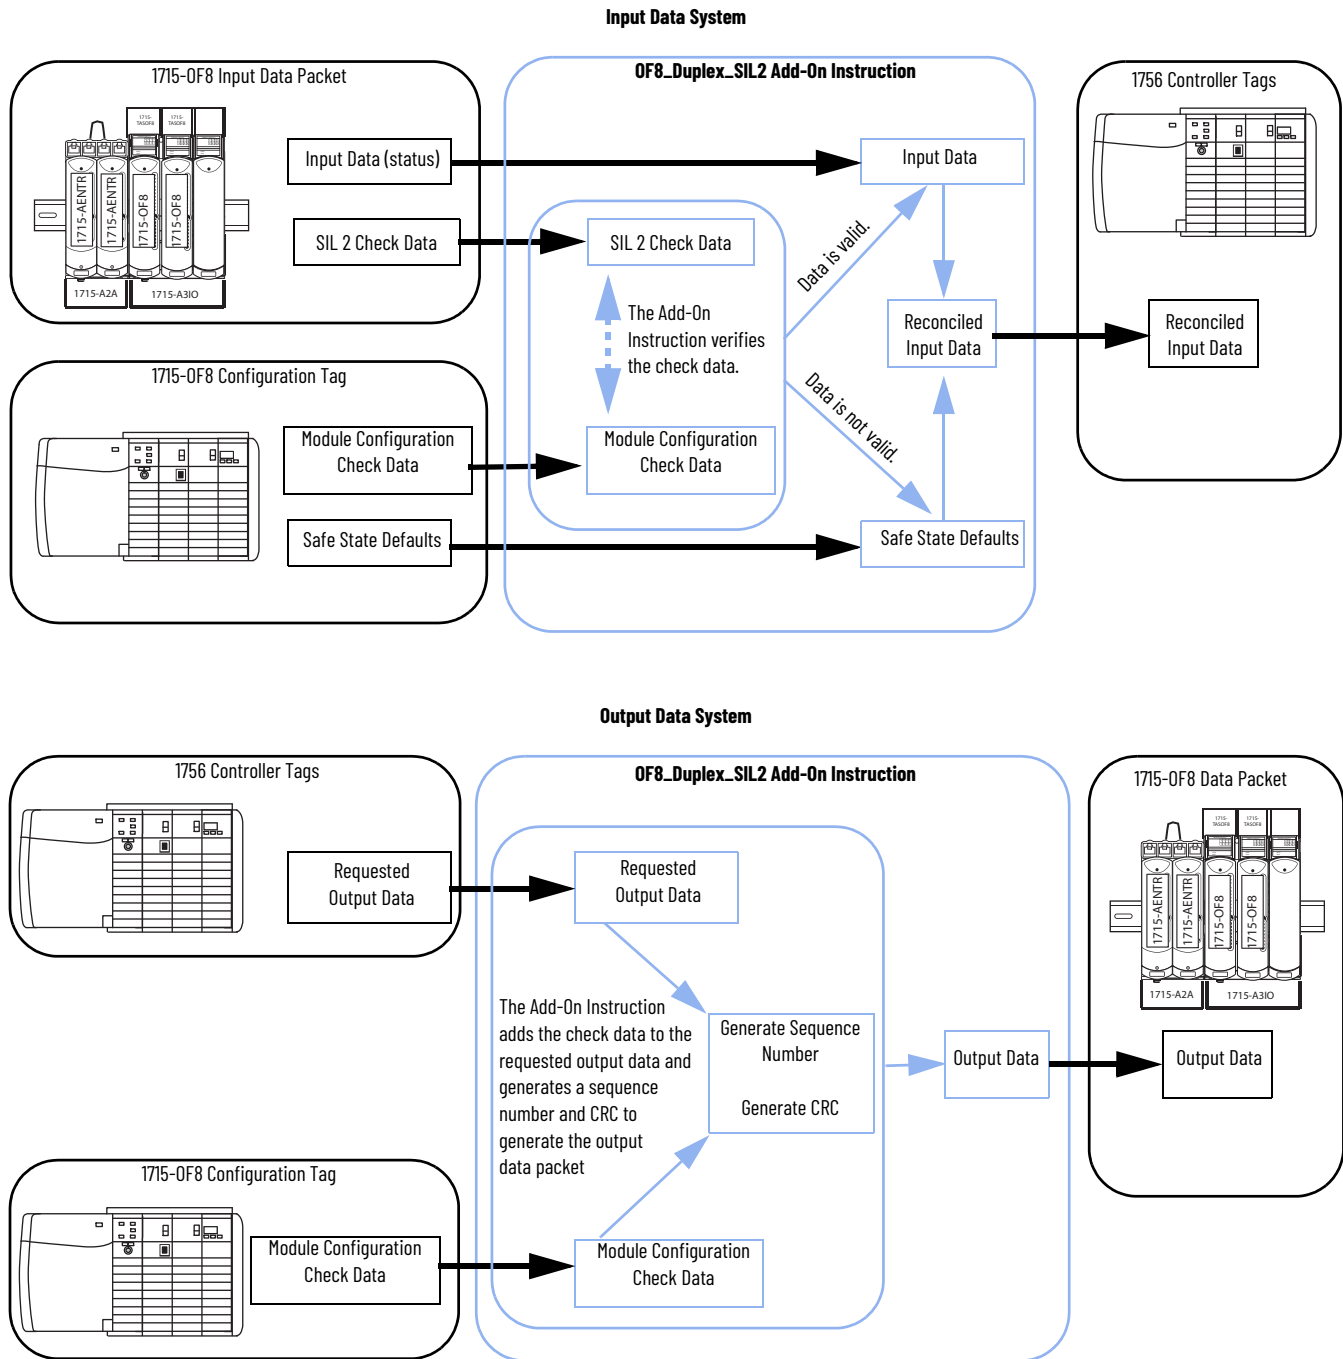 Input Data System
1715-OF8 Input Data Packet
1715-
TASOF8
1715-
TASOF8
1715-AENTR
1715-AENTR
1715-OF8
1715-OF8
1715-A2A
1715-A3IO
Input Data (status)
SIL 2 Check Data
1715-OF8 Configuration Tag
Module Configuration
Check Data
Safe State Defaults
OF8_Duplex_SIL2 Add-On Instruction
Input Data
SIL 2 Check Data
The Add-On
Instruction verifies
the check data.
Module Configuration
Check Data
Data is valid.
Data is not valid.
Reconciled
Input Data
Safe State Defaults
1756 Controller Tags
Reconciled
Input Data
Output Data System
1756 Controller Tags
Requested
Output Data
1715-OF8 Configuration Tag
Module Configuration
Check Data
OF8_Duplex_SIL2 Add-On Instruction
Requested
Output Data
The Add-On Instruction
adds the check data to the
requested output data and
generates a sequence
number and CRC to
generate the output
data packet
Generate Sequence
Number
Generate CRC
Module Configuration
Check Data
Output Data
1715-OF8 Data Packet
1715-
TASOF8
1715-
TASOF8
1715-AENTR
1715-AENTR
1715-OF8
1715-OF8
1715-A2A
1715-A3IO
Output Data